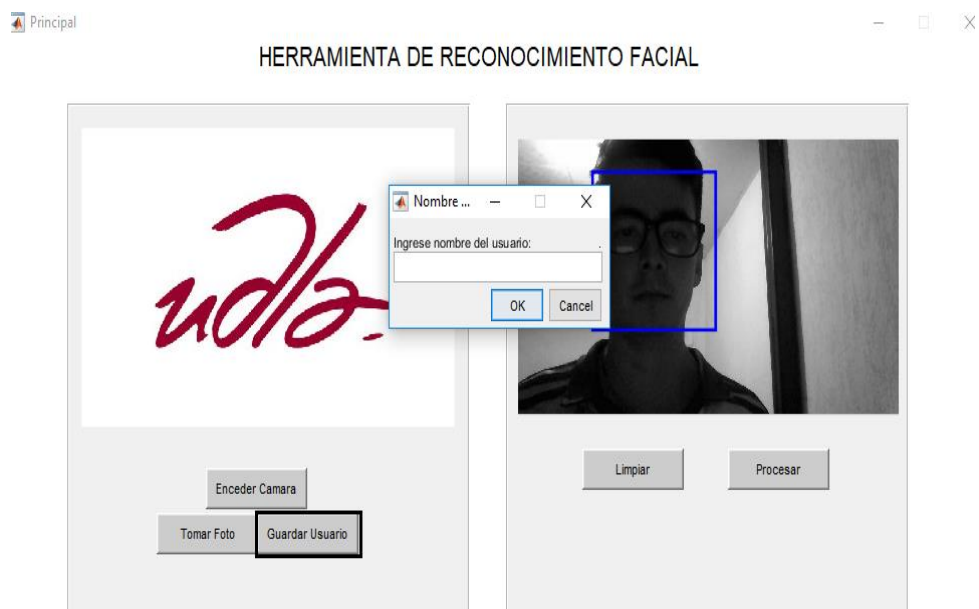 Principal
HERRAMIENTA DE RECONOCIMIENTO FACIAL
udla.
Nombre ...
Ingrese nombre del usuario: .
OK Cancel
Enceder Camara
Tomar Foto Guardar Usuario
Limpiar Procesar